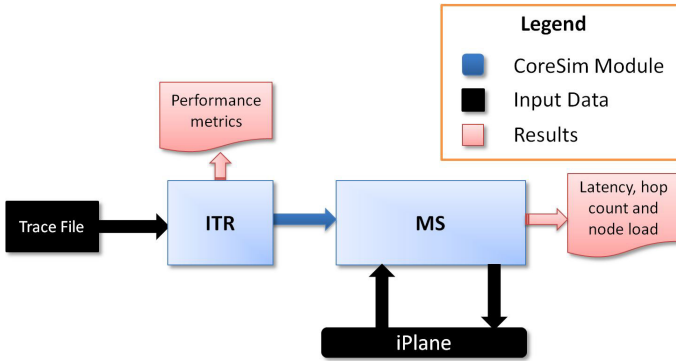 Legend
CoreSim Module
Input Data
Results
Performance
metrics
Trace File
ITR
MS
Latency, hop
count and
node load
iPlane